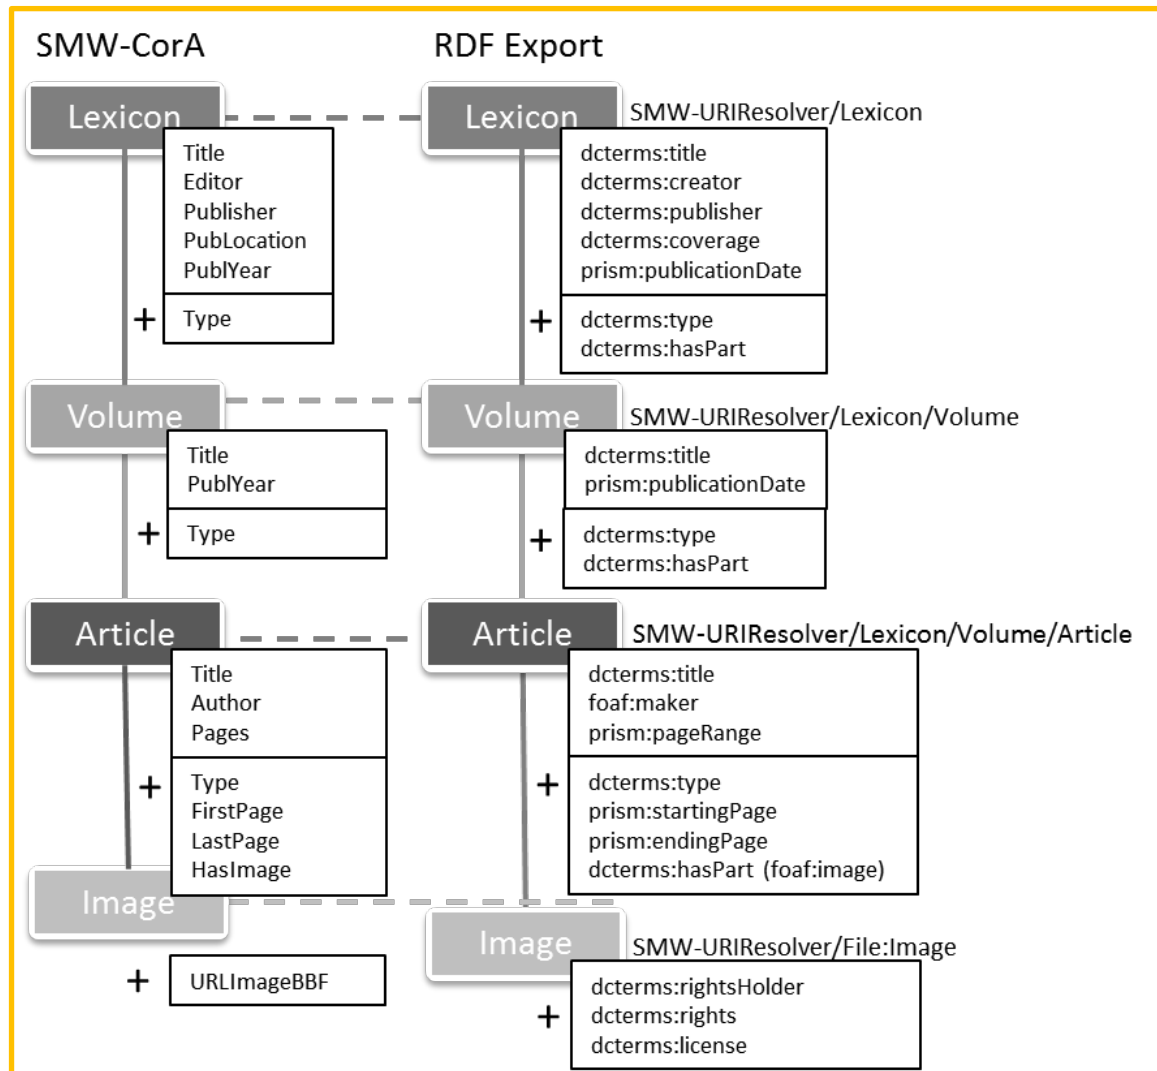 SMW-CorA
RDF Export
Lexicon
Title
Editor
Publisher
PubLocation
PublYear
+
Type
Lexicon
SMW-URIResolver/Lexicon
dcterms:title
dcterms:creator
dcterms:publisher
dcterms:coverage
prism:publicationDate
+
dcterms:type
dcterms:hasPart
Volume
Title
PublYear
+
Type
Volume
SMW-URIResolver/Lexicon/Volume
dcterms:title
prism:publicationDate
+
dcterms:type
dcterms:hasPart
Article
Title
Author
Pages
+
Type
FirstPage
LastPage
HasImage
Article
SMW-URIResolver/Lexicon/Volume/Article
dcterms:title
foaf:maker
prism:pageRange
+
dcterms:type
prism:startingPage
prism:endingPage
dcterms:hasPart (foaf:image)
Image
+
URLImageBBF
Image
SMW-URIResolver/File:Image
+
dcterms:rightsHolder
dcterms:rights
dcterms:license